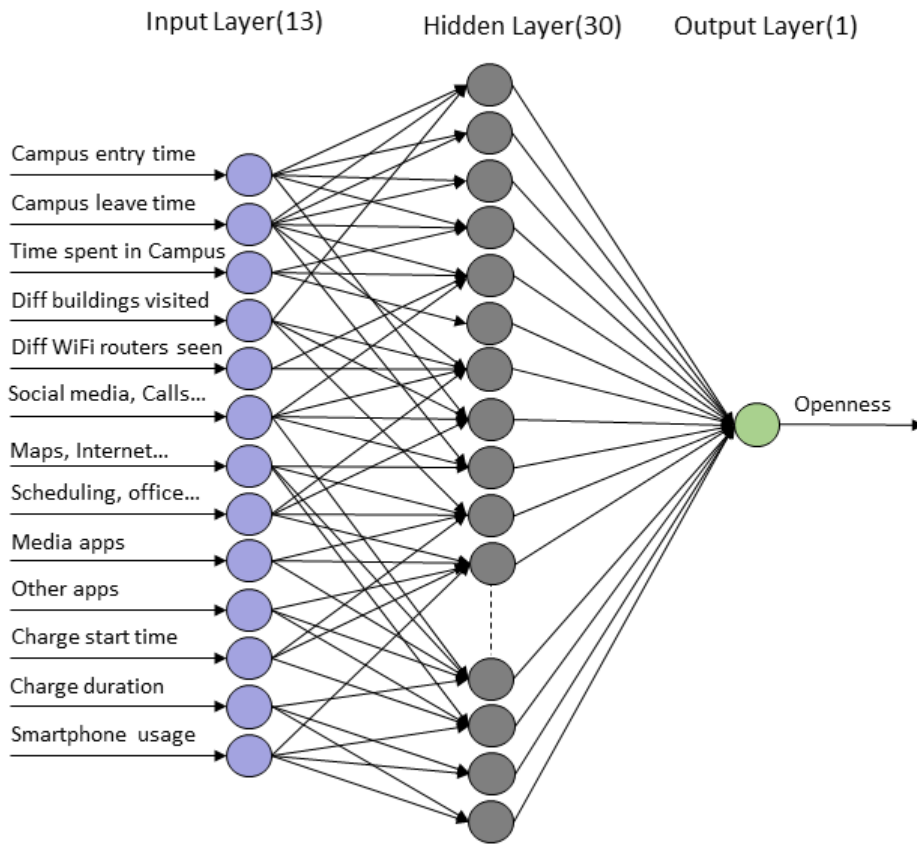 Input Layer(13)
Hidden Layer(30)
Output Layer(1)
Campus entry time
Campus leave time
Time spent in Campus
Diff buildings visited
Diff WiFi routers seen
Social media, Calls...
Maps, Internet...
Scheduling, office...
Media apps
Other apps
Charge start time
Charge duration
Smartphone usage
Openness